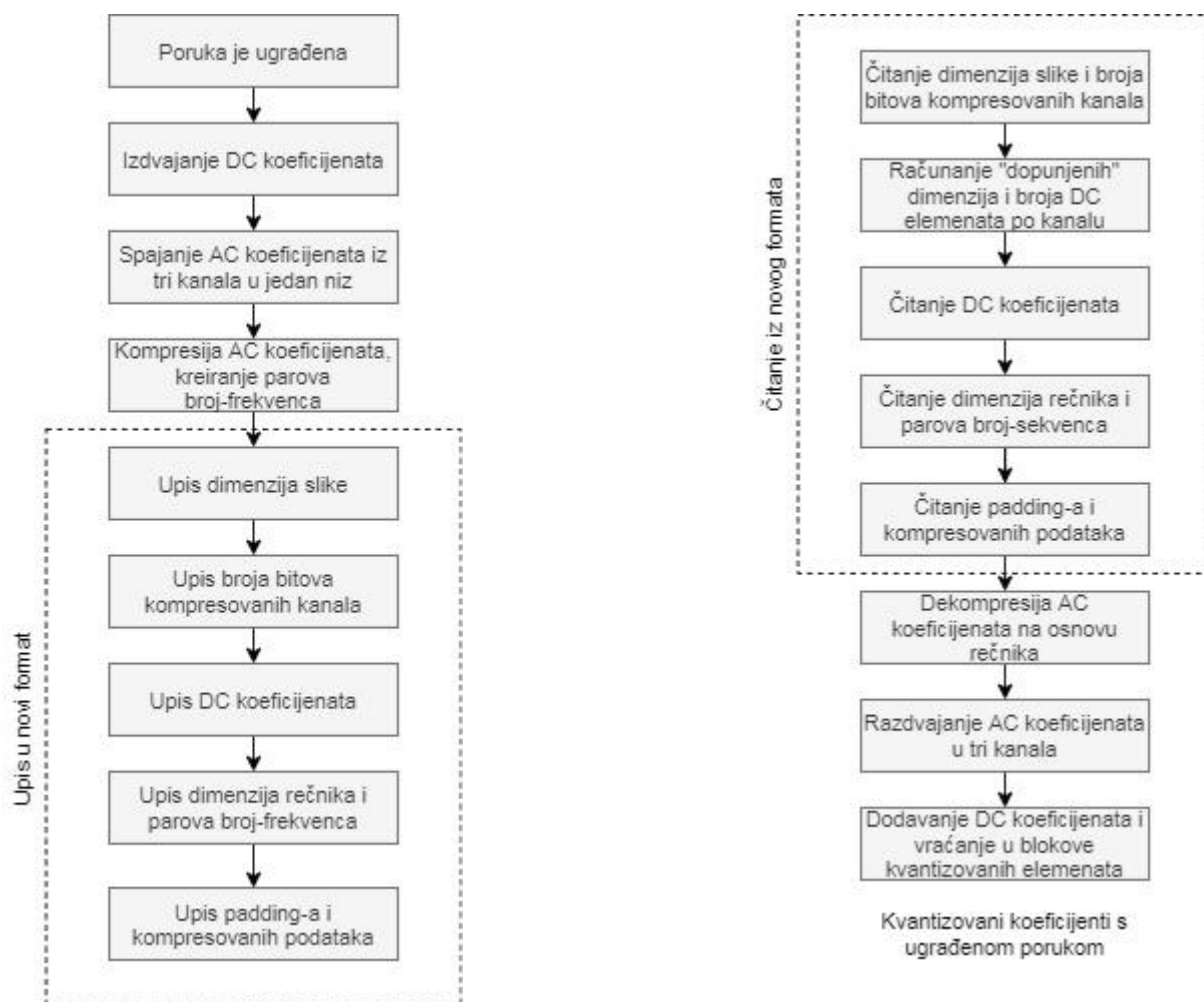 Poruka je ugrađena
Izdvajanje DC koeficijenata
Spajanje AC koeficijenata iz
tri kanala u jedan niz
Kompresija AC koeficijenata,
kreiranje parova
broj-frekvenca
Upis u novi format
Upis dimenzija slike
Upis broja bitova
kompresovanih kanala
Upis DC koeficijenata
Upis dimenzija rečnika i
parova broj-frekvenca
Upis padding-a i
kompresovanih podataka
Čitanje iz novog formata
Čitanje dimenzija slike i broja
bitova kompresovanih kanala
Računanje "dopunjenih"
dimenzija i broja DC
elemenata po kanalu
Čitanje DC koeficijenata
Čitanje dimenzija rečnika i
parova broj-sekvenca
Čitanje padding-a i
kompresovanih podataka
Dekompresija AC
koeficijenata na osnovu
rečnika
Razdvajanje AC koeficijenata
u tri kanala
Dodavanje DC koeficijenata i
vraćanje u blokove
kvantizovanih elemenata
Kvantizovani koeficijenti s
ugrađenom porukom